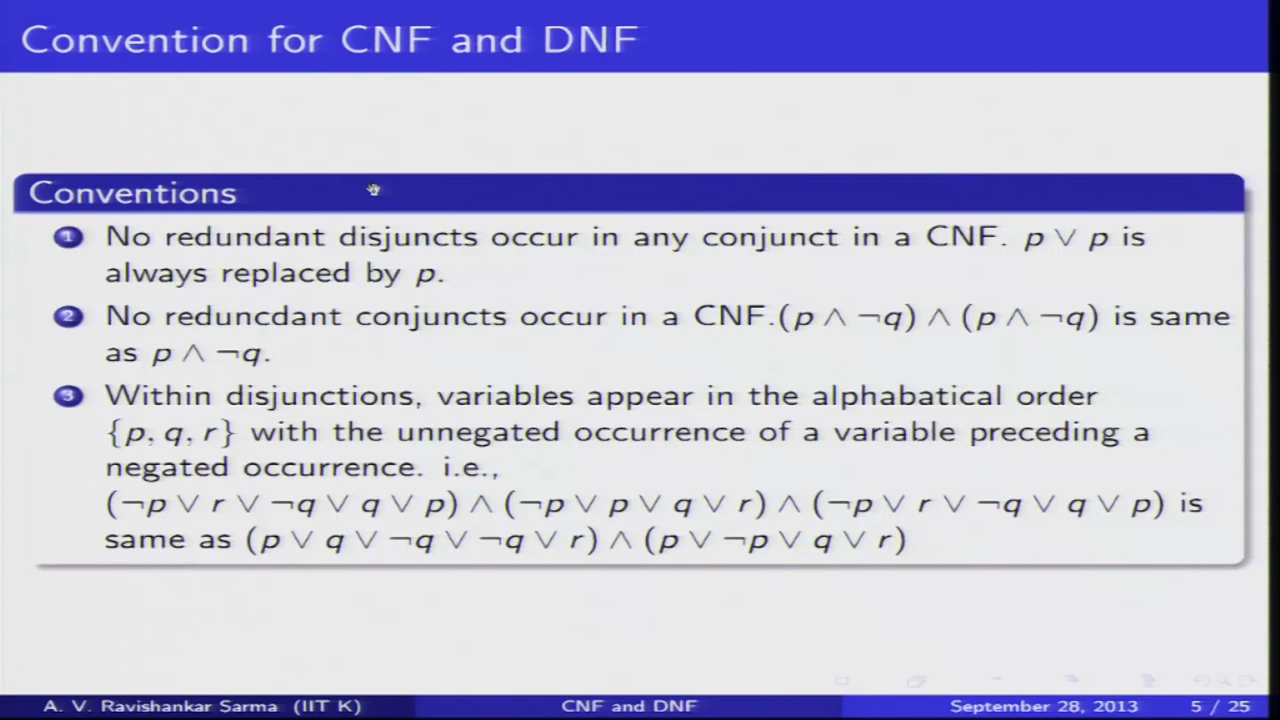 Convention for CNF and DNF
Conventions
1 No redundant disjuncts occur in any conjunct in a CNF. p ∨ p is
always replaced by p.
2 No reduncdant conjuncts occur in a CNF.(p ∧ ¬q) ∧ (p ∧ ¬q) is same
as p ∧ ¬q.
3 Within disjunctions, variables appear in the alphabatical order
{p, q, r} with the unnegated occurrence of a variable preceding a
negated occurrence. i.e.,
(¬p ∨ r ∨ ¬q ∨ q ∨ p) ∧ (¬p ∨ p ∨ q ∨ r) ∧ (¬p ∨ r ∨ ¬q ∨ q ∨ p) is
same as (p ∨ q ∨ ¬q ∨ ¬q ∨ r) ∧ (p ∨ ¬p ∨ q ∨ r)
A. V. Ravishankar Sarma (IIT K) CNF and DNF September 28, 2013 5 / 25